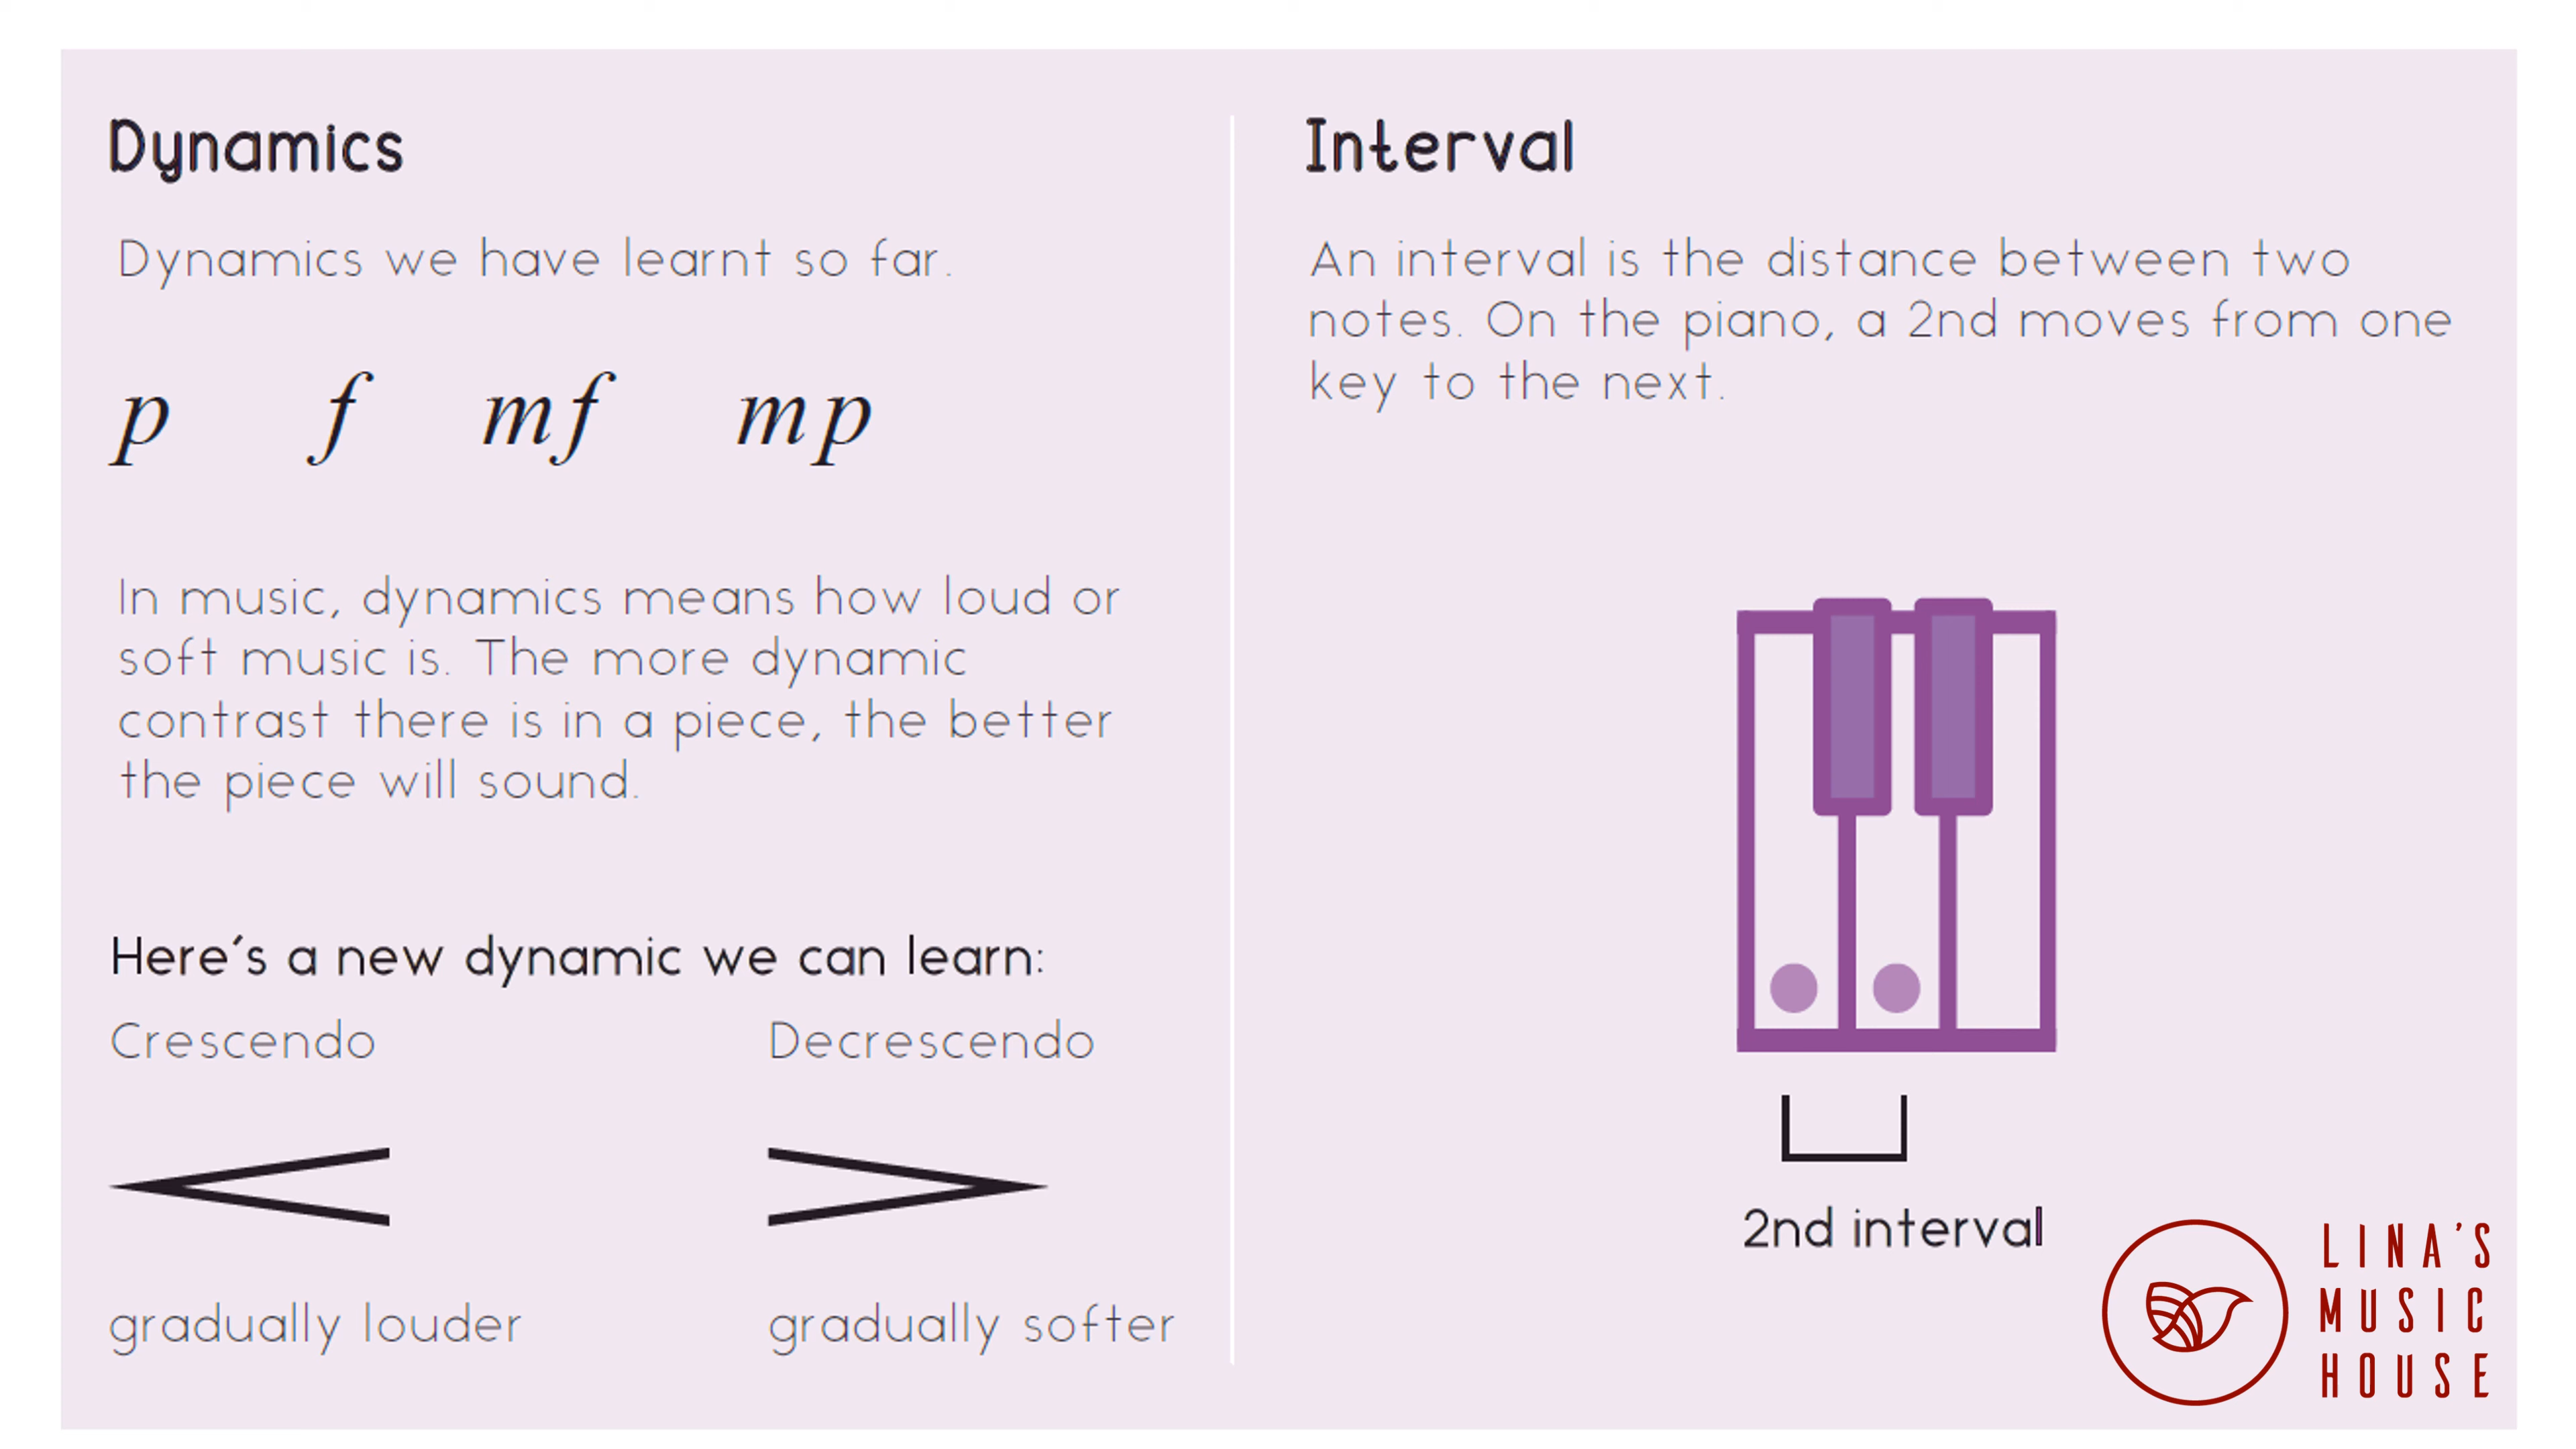 Dynamics
Dynamics we have learnt so far.
p f mf mp
In music, dynamics means how loud or
soft music is. The more dynamic
contrast there is in a piece, the better
the piece will sound.
Here's a new dynamic we can learn:
Crescendo Decrescendo
gradually louder gradually softer
Interval
An interval is the distance between two
notes. On the piano, a 2nd moves from one
key to the next.
2nd interval
LINA'S
MUSIC
HOUSE